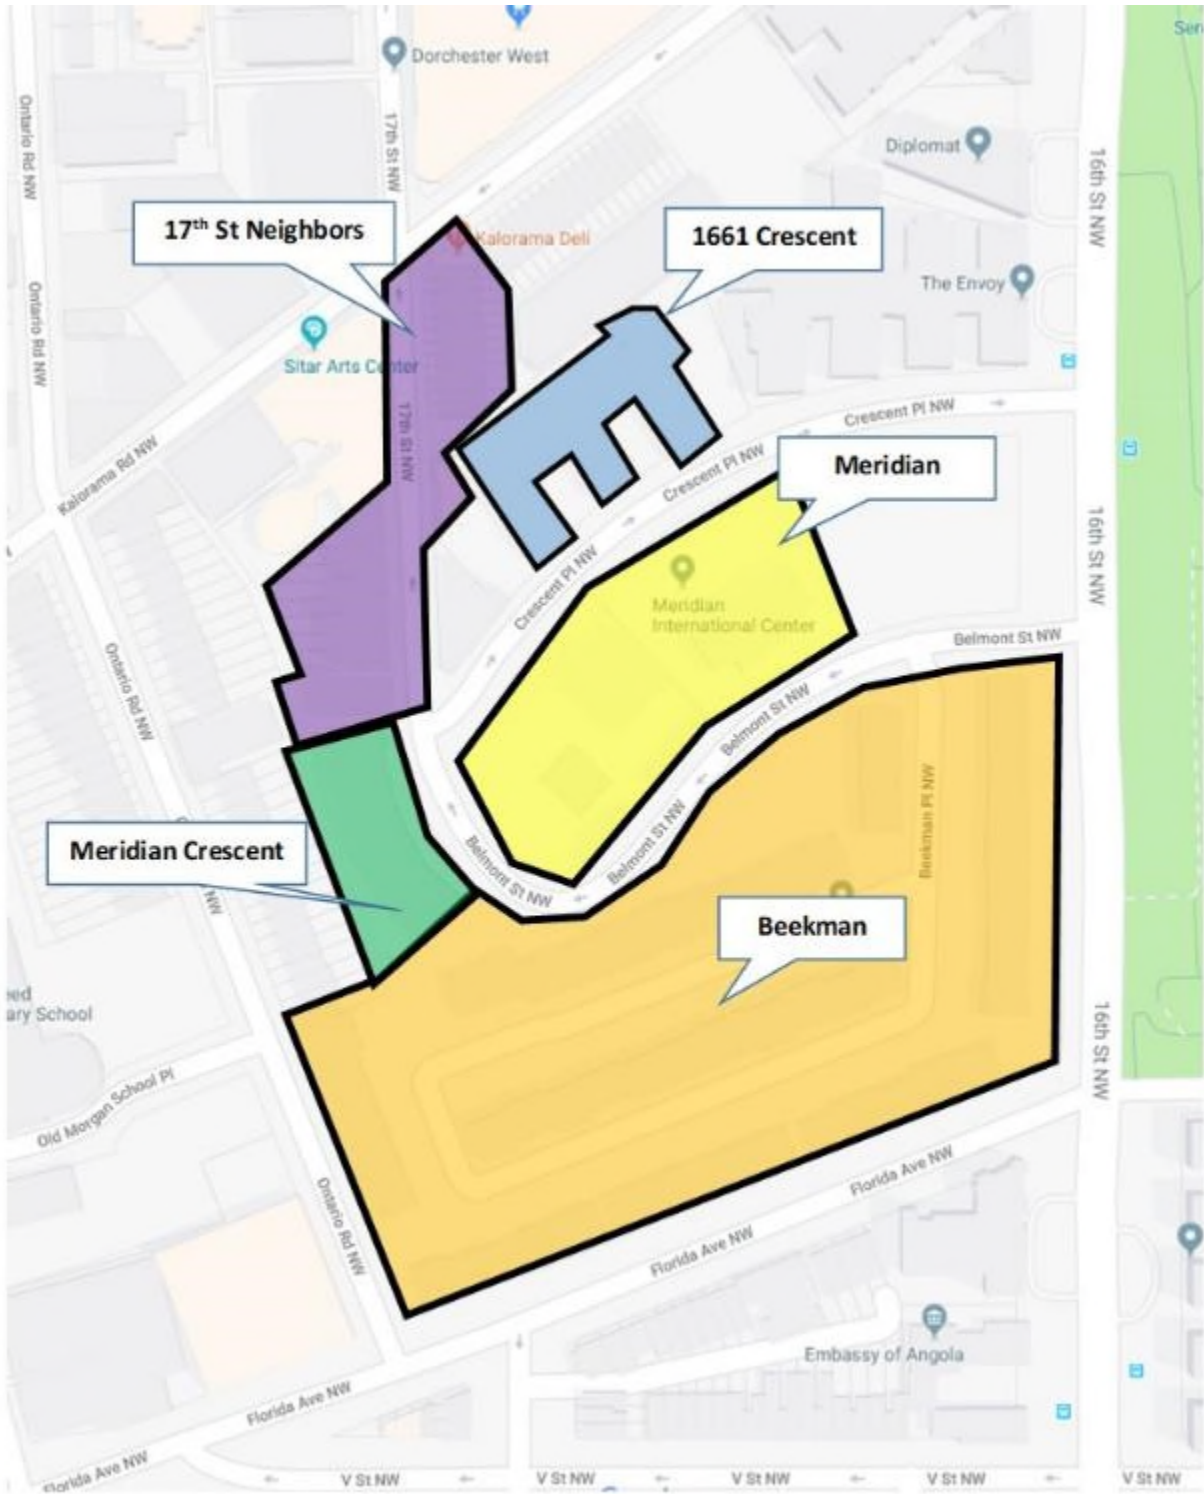 Sere
Dorchester West
Ontario Rd NW
17th St NW
Diplomat
16th St NW
17th St Neighbors
Kalorama Deli
1661 Crescent
The Envoy
Ontario Rd NW
Sitar Arts Center
17th St NW
Crescent Pl NW
Kalorama Rd NW
Crescent Pl NW
Meridian
16th St NW
Crescent Pl NW
Meridian
International Center
Belmont St NW
Ontario Rd NW
Belmont St NW
Beekman Pl NW
Meridian Crescent
Belmont St NW
Belmont St NW
NW
Beekman
eed
ary School
16th St NW
Old Morgan School Pl
Florida Ave NW
Ontario Rd NW
Florida Ave NW
Embassy of Angola
Florida Ave NW
Florida Ave NW
V St NW
V St NW
V St NW
V St NW
V St NW